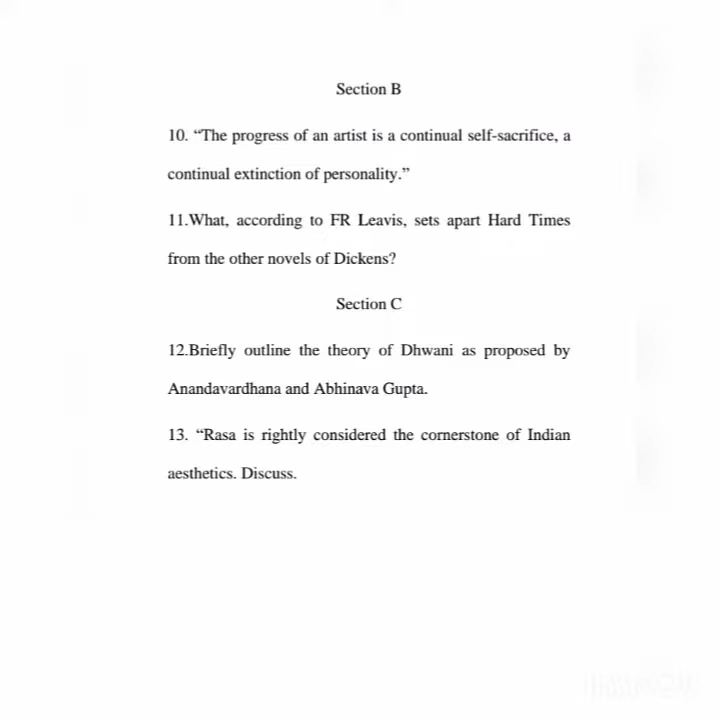 Section B
10. “The progress of an artist is a continual self-sacrifice, a
continual extinction of personality.”
11.What, according to FR Leavis, sets apart Hard Times
from the other novels of Dickens?
Section C
12.Briefly outline the theory of Dhwani as proposed by
Anandavardhana and Abhinava Gupta.
13. “Rasa is rightly considered the cornerstone of Indian
aesthetics. Discuss.